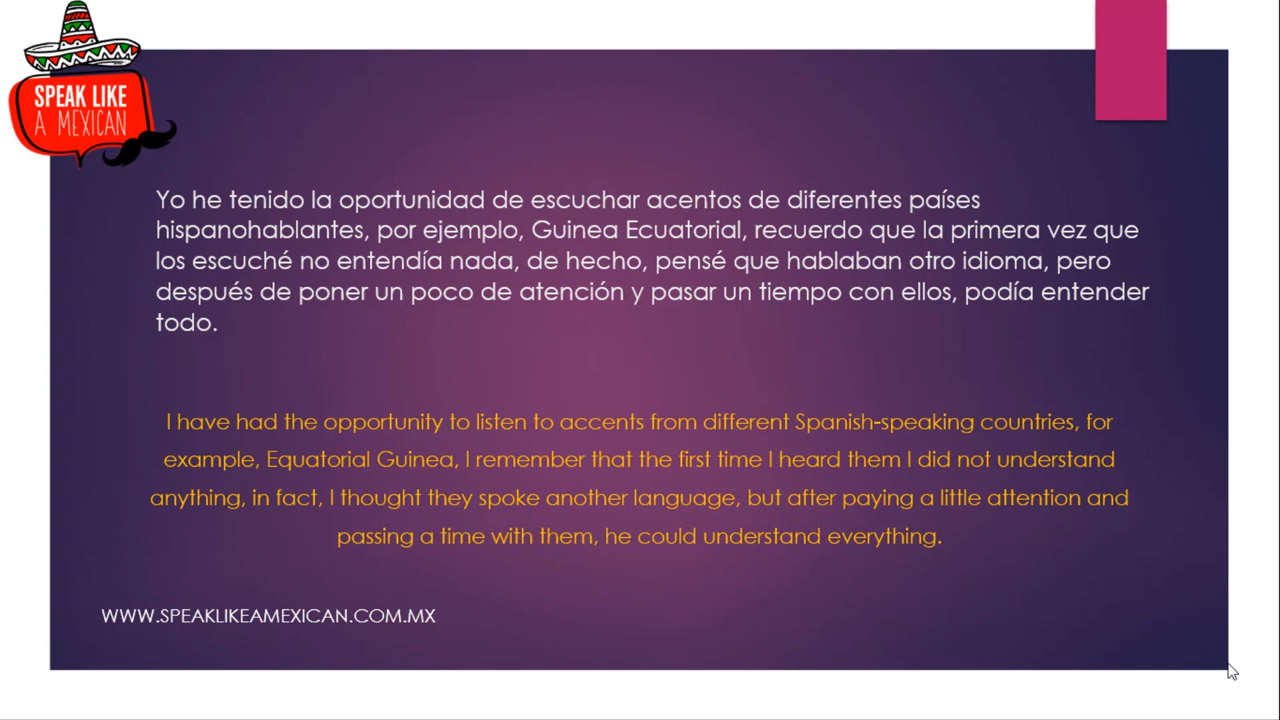 SPEAK LIKE
A MEXICAN
Yo he tenido la oportunidad de escuchar acentos de diferentes países
hispanohablantes, por ejemplo, Guinea Ecuatorial, recuerdo que la primera vez que
los escuché no entendía nada, de hecho, pensé que hablaban otro idioma, pero
después de poner un poco de atención y pasar un tiempo con ellos, podía entender
todo.
I have had the opportunity to listen to accents from different Spanish-speaking countries, for
example, Equatorial Guinea, I remember that the first time I heard them I did not understand
anything, in fact, I thought they spoke another language, but after paying a little attention and
passing a time with them, he could understand everything.
WWW.SPEAKLIKEAMEXICAN.COM.MX